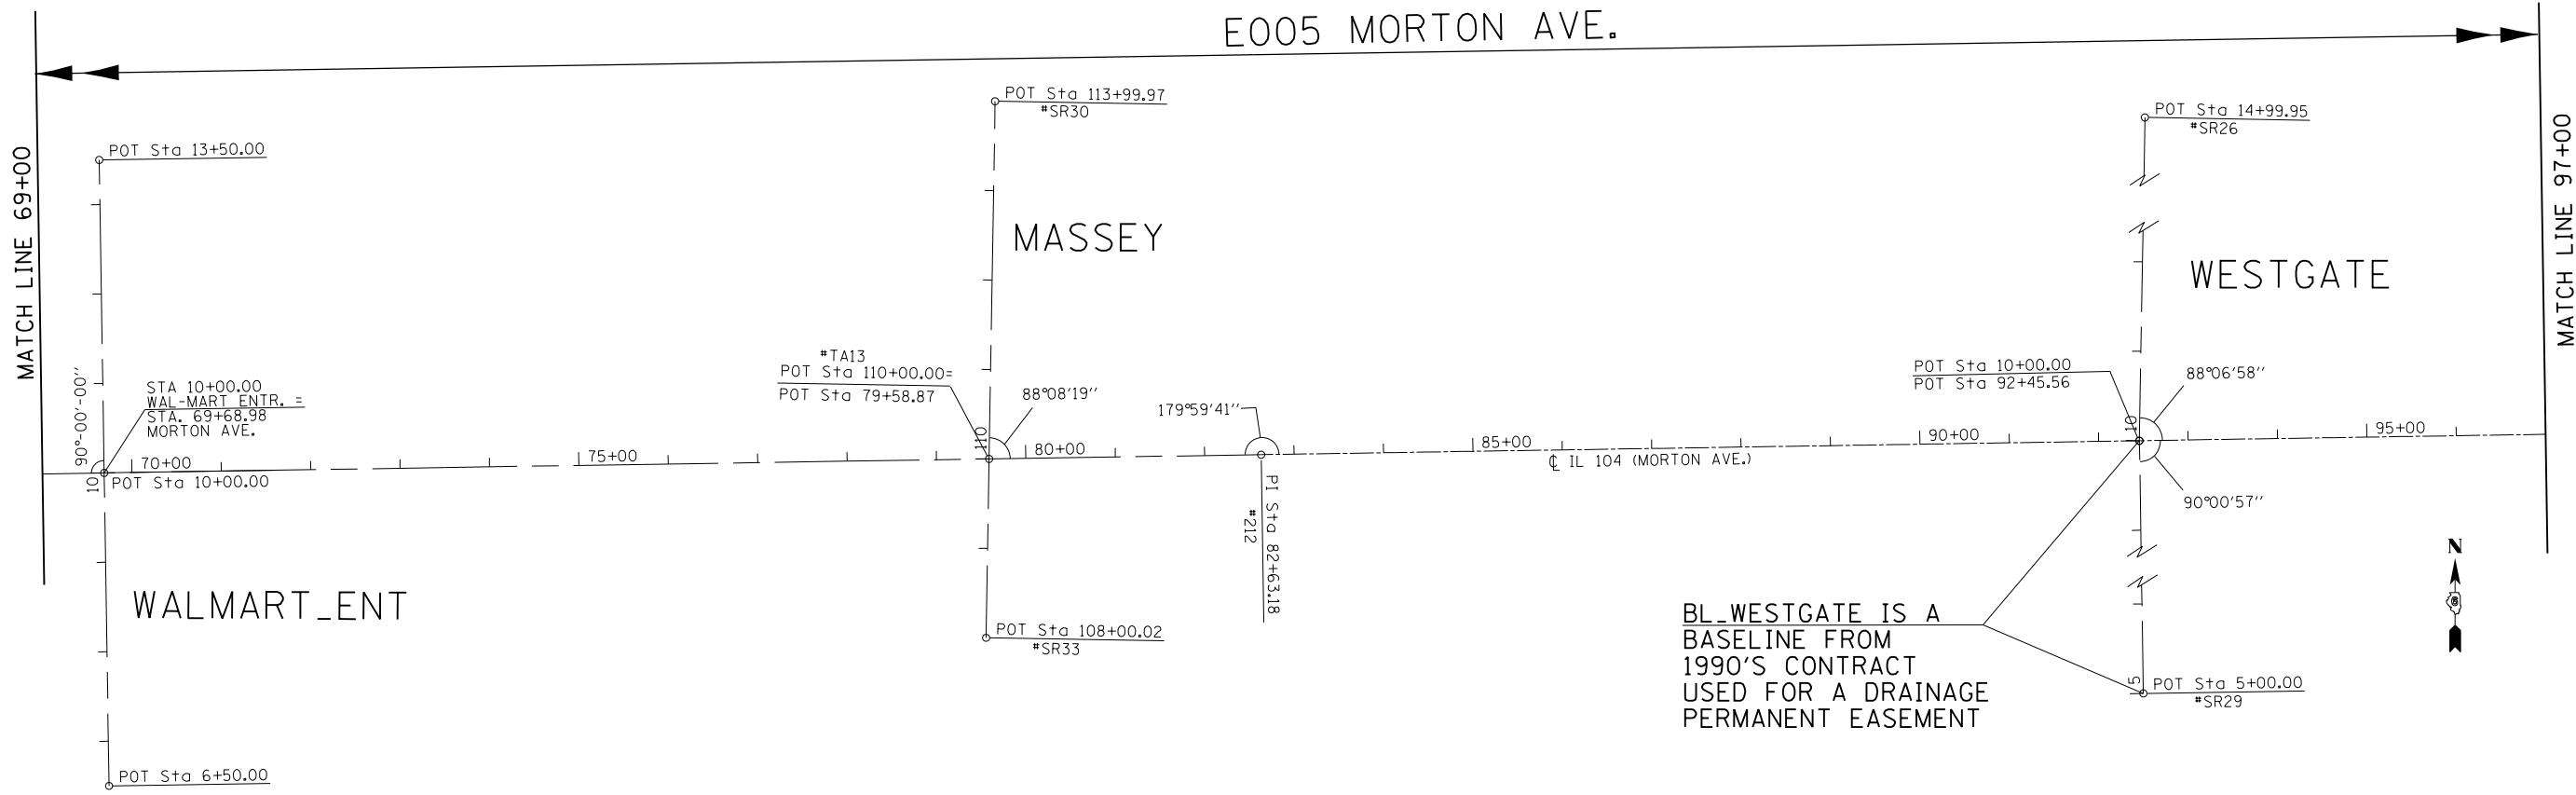 E005 MORTON AVE.
MATCH LINE 69+00
MATCH LINE 97+00
POT Sta 13+50.00
POT Sta 113+99.97
#SR30
POT Sta 14+99.95
#SR26
MASSEY
WESTGATE
90°-00'-00"
STA 10+00.00
WAL-MART ENTR. =
STA. 69+68.98
MORTON AVE.
#TA13
POT Sta 110+00.00=
POT Sta 79+58.87
88°08'19"
179°59'41"
POT Sta 10+00.00
POT Sta 92+45.56
88°06'58"
10
70+00
POT Sta 10+00.00
75+00
110
80+00
85+00
℄ IL 104 (MORTON AVE.)
90+00
10
95+00
90°00'57"
PI Sta 82+63.18
#212
WALMART_ENT
POT Sta 108+00.02
#SR33
BL_WESTGATE IS A
BASELINE FROM
1990'S CONTRACT
USED FOR A DRAINAGE
PERMANENT EASEMENT
5
POT Sta 5+00.00
#SR29
N
POT Sta 6+50.00